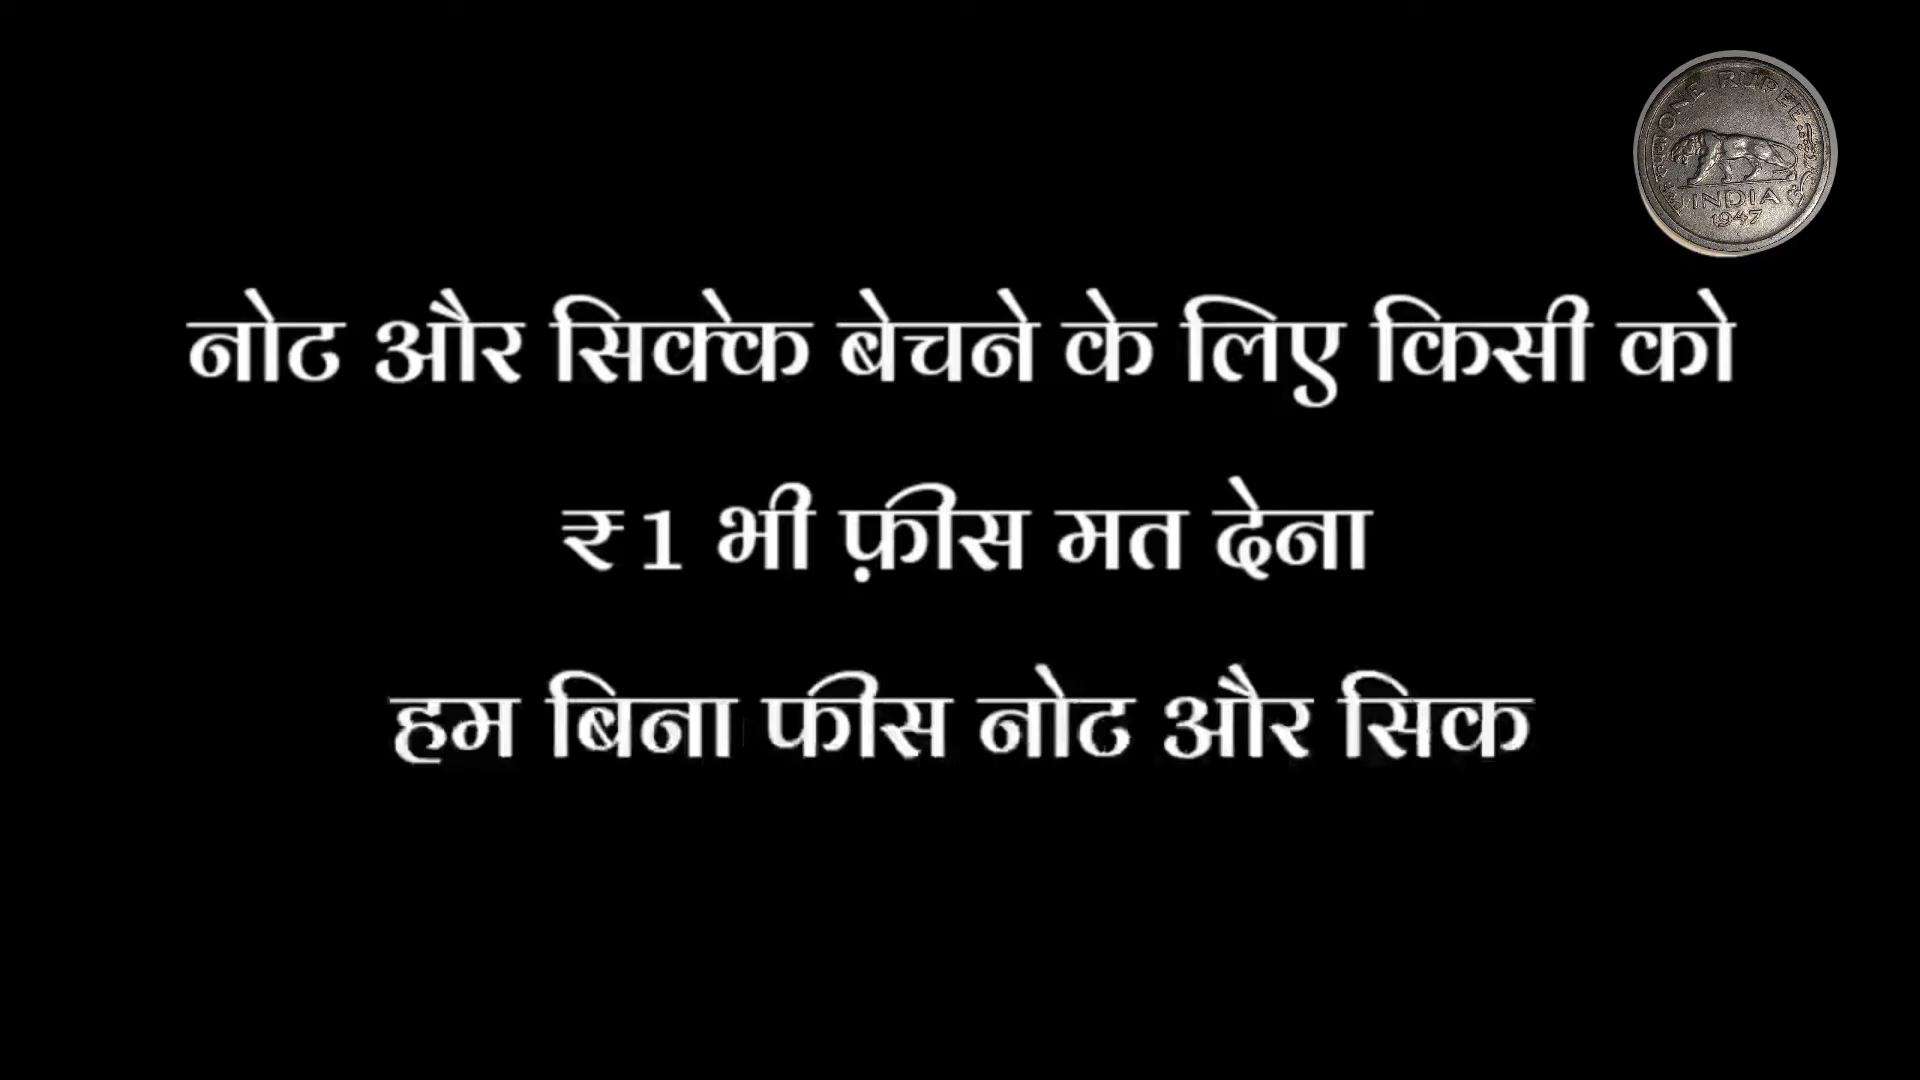 ONE RUPEE
INDIA
1947
नोट और सिक्के बेचने के लिए किसी को
₹1 भी फ़ीस मत देना
हम बिना फीस नोट और सिक